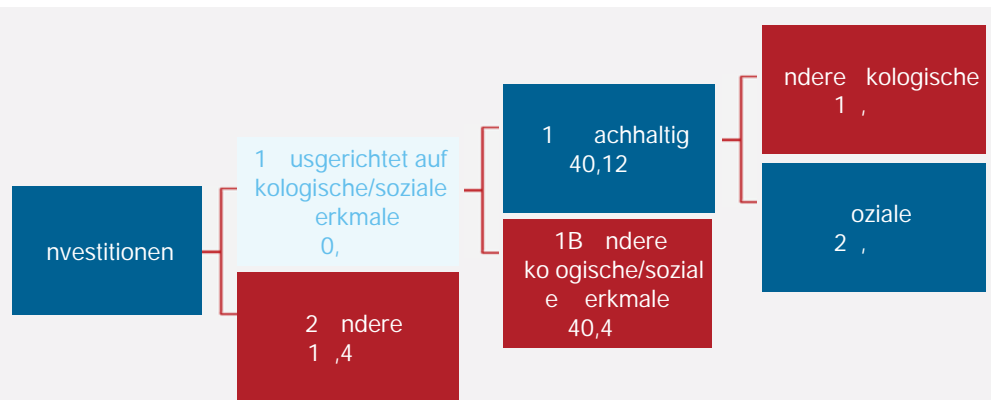 nvestitionen
1 usgerichtet auf
kologische/soziale
erkmale
0,
2 ndere
1 ,4
1 achhaltig
40,12
1B ndere
ko ogische/sozial
e erkmale
40,4
ndere kologische
1 ,
oziale
2 ,